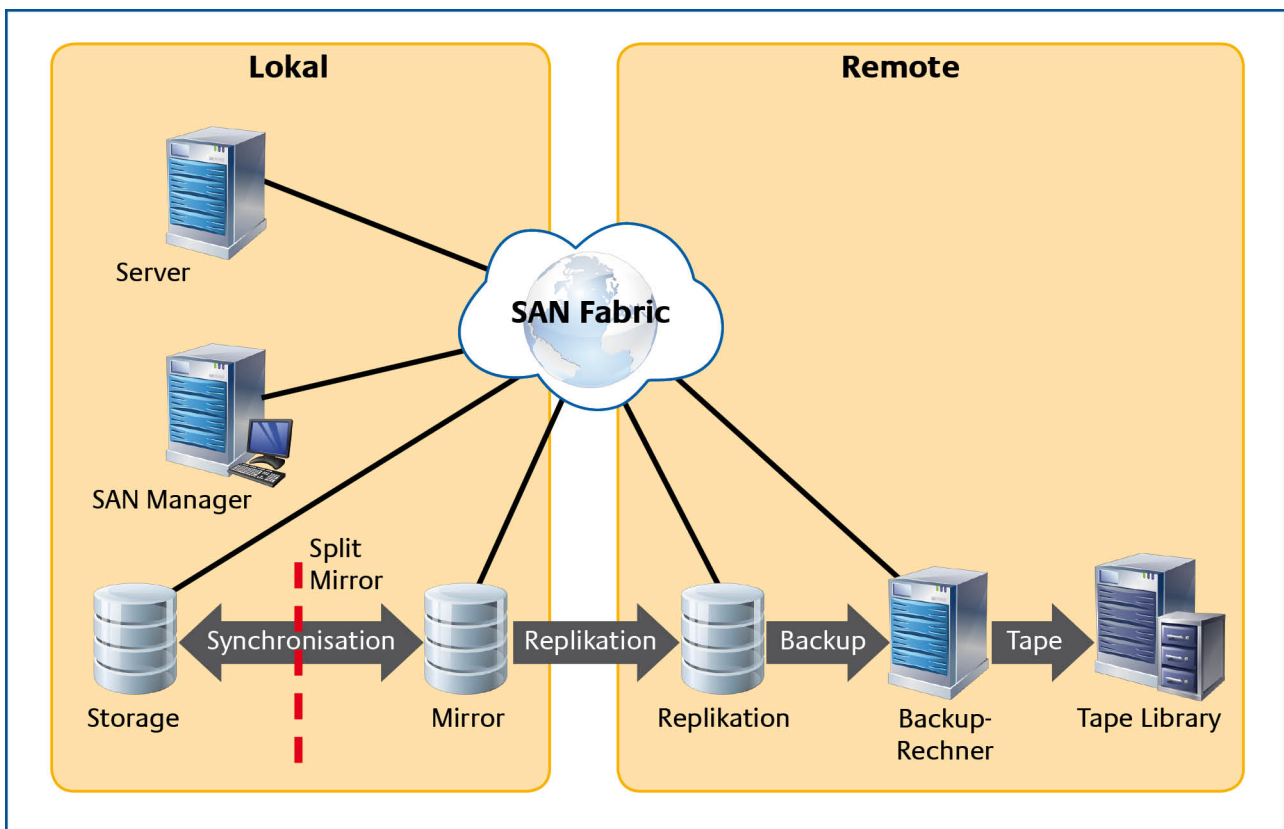 Lokal
Remote
Server
SAN Fabric
SAN Manager
Split
Mirror
Synchronisation
Replikation
Backup
Tape
Storage
Mirror
Replikation
Backup-
Rechner
Tape Library